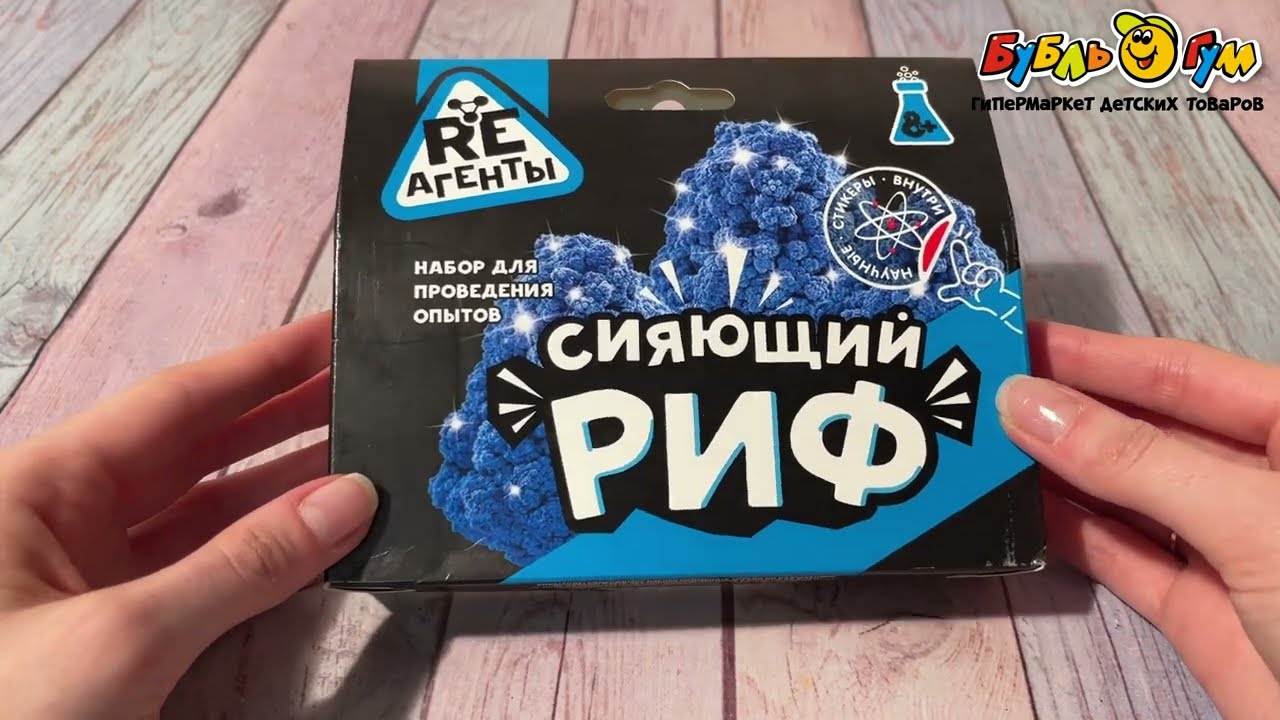 БУБЛЬ ГУМ
ГИПЕРМАРКЕТ ДЕТСКИХ ТОВАРОВ
RE
АГЕНТЫ
8+
НАУЧНЫЕ СТИКЕРЫ · ВНУТРИ
НАБОР ДЛЯ
ПРОВЕДЕНИЯ
ОПЫТОВ
СИЯЮЩИЙ
РИФ